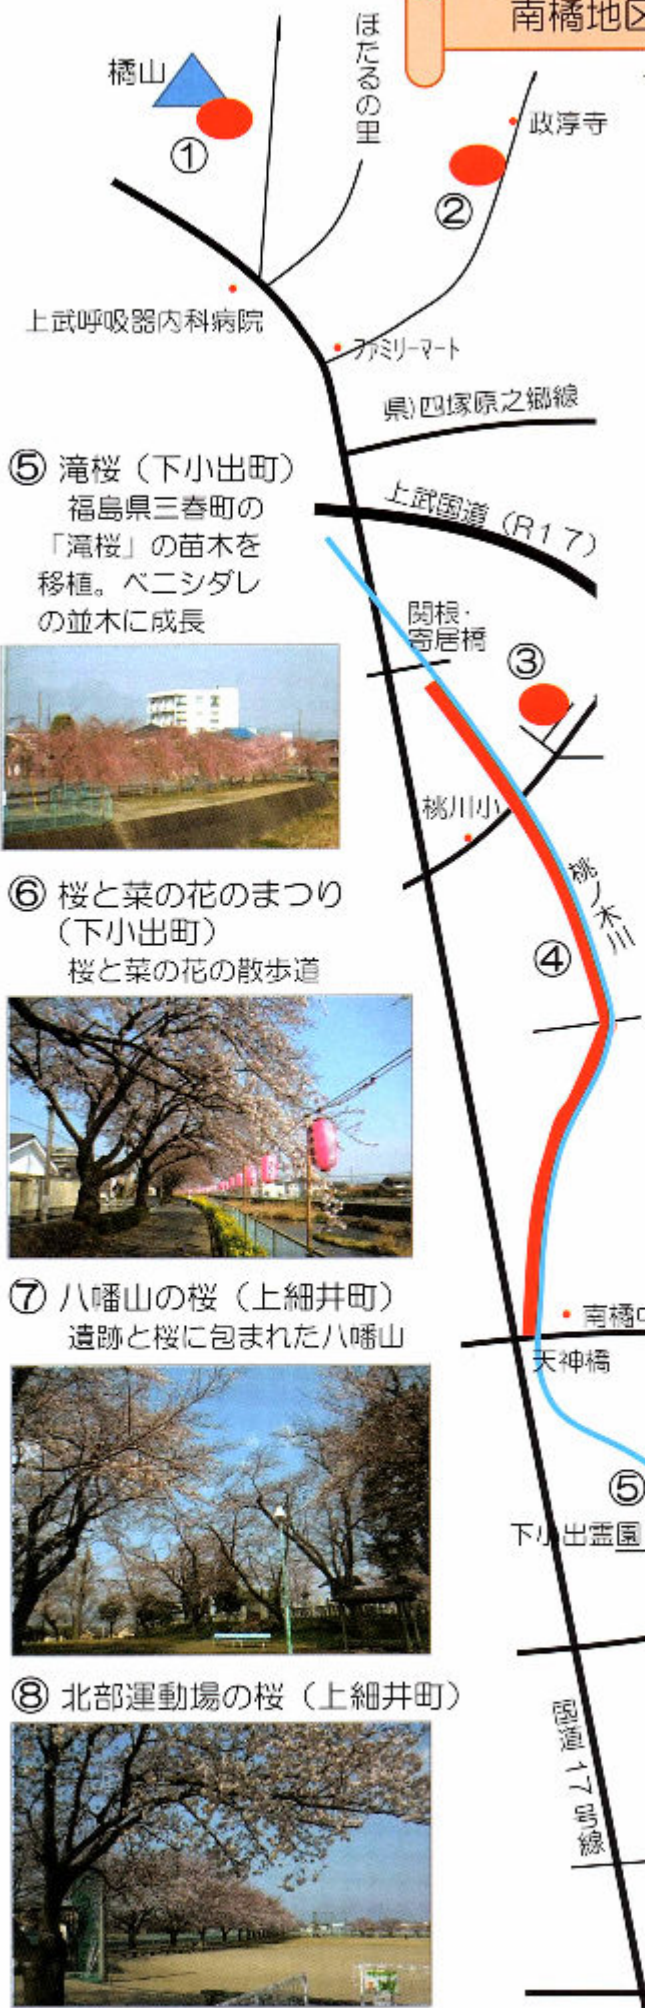 南橘地区
橘山
ほたるの里
政淳寺
①
②
上武呼吸器内科病院
ファミリーマート
県)四塚原之郷線
⑤ 滝桜（下小出町）
福島県三春町の
「滝桜」の苗木を
移植。ベニシダレ
の並木に成長
上武国道（R17）
関根・
寄居橋
③
桃川小
桃ノ木川
④
⑥ 桜と菜の花のまつり
（下小出町）
桜と菜の花の散歩道
⑦ 八幡山の桜（上細井町）
遺跡と桜に包まれた八幡山
南橘中
天神橋
⑤
下小出霊園
⑧ 北部運動場の桜（上細井町）
国道17号線